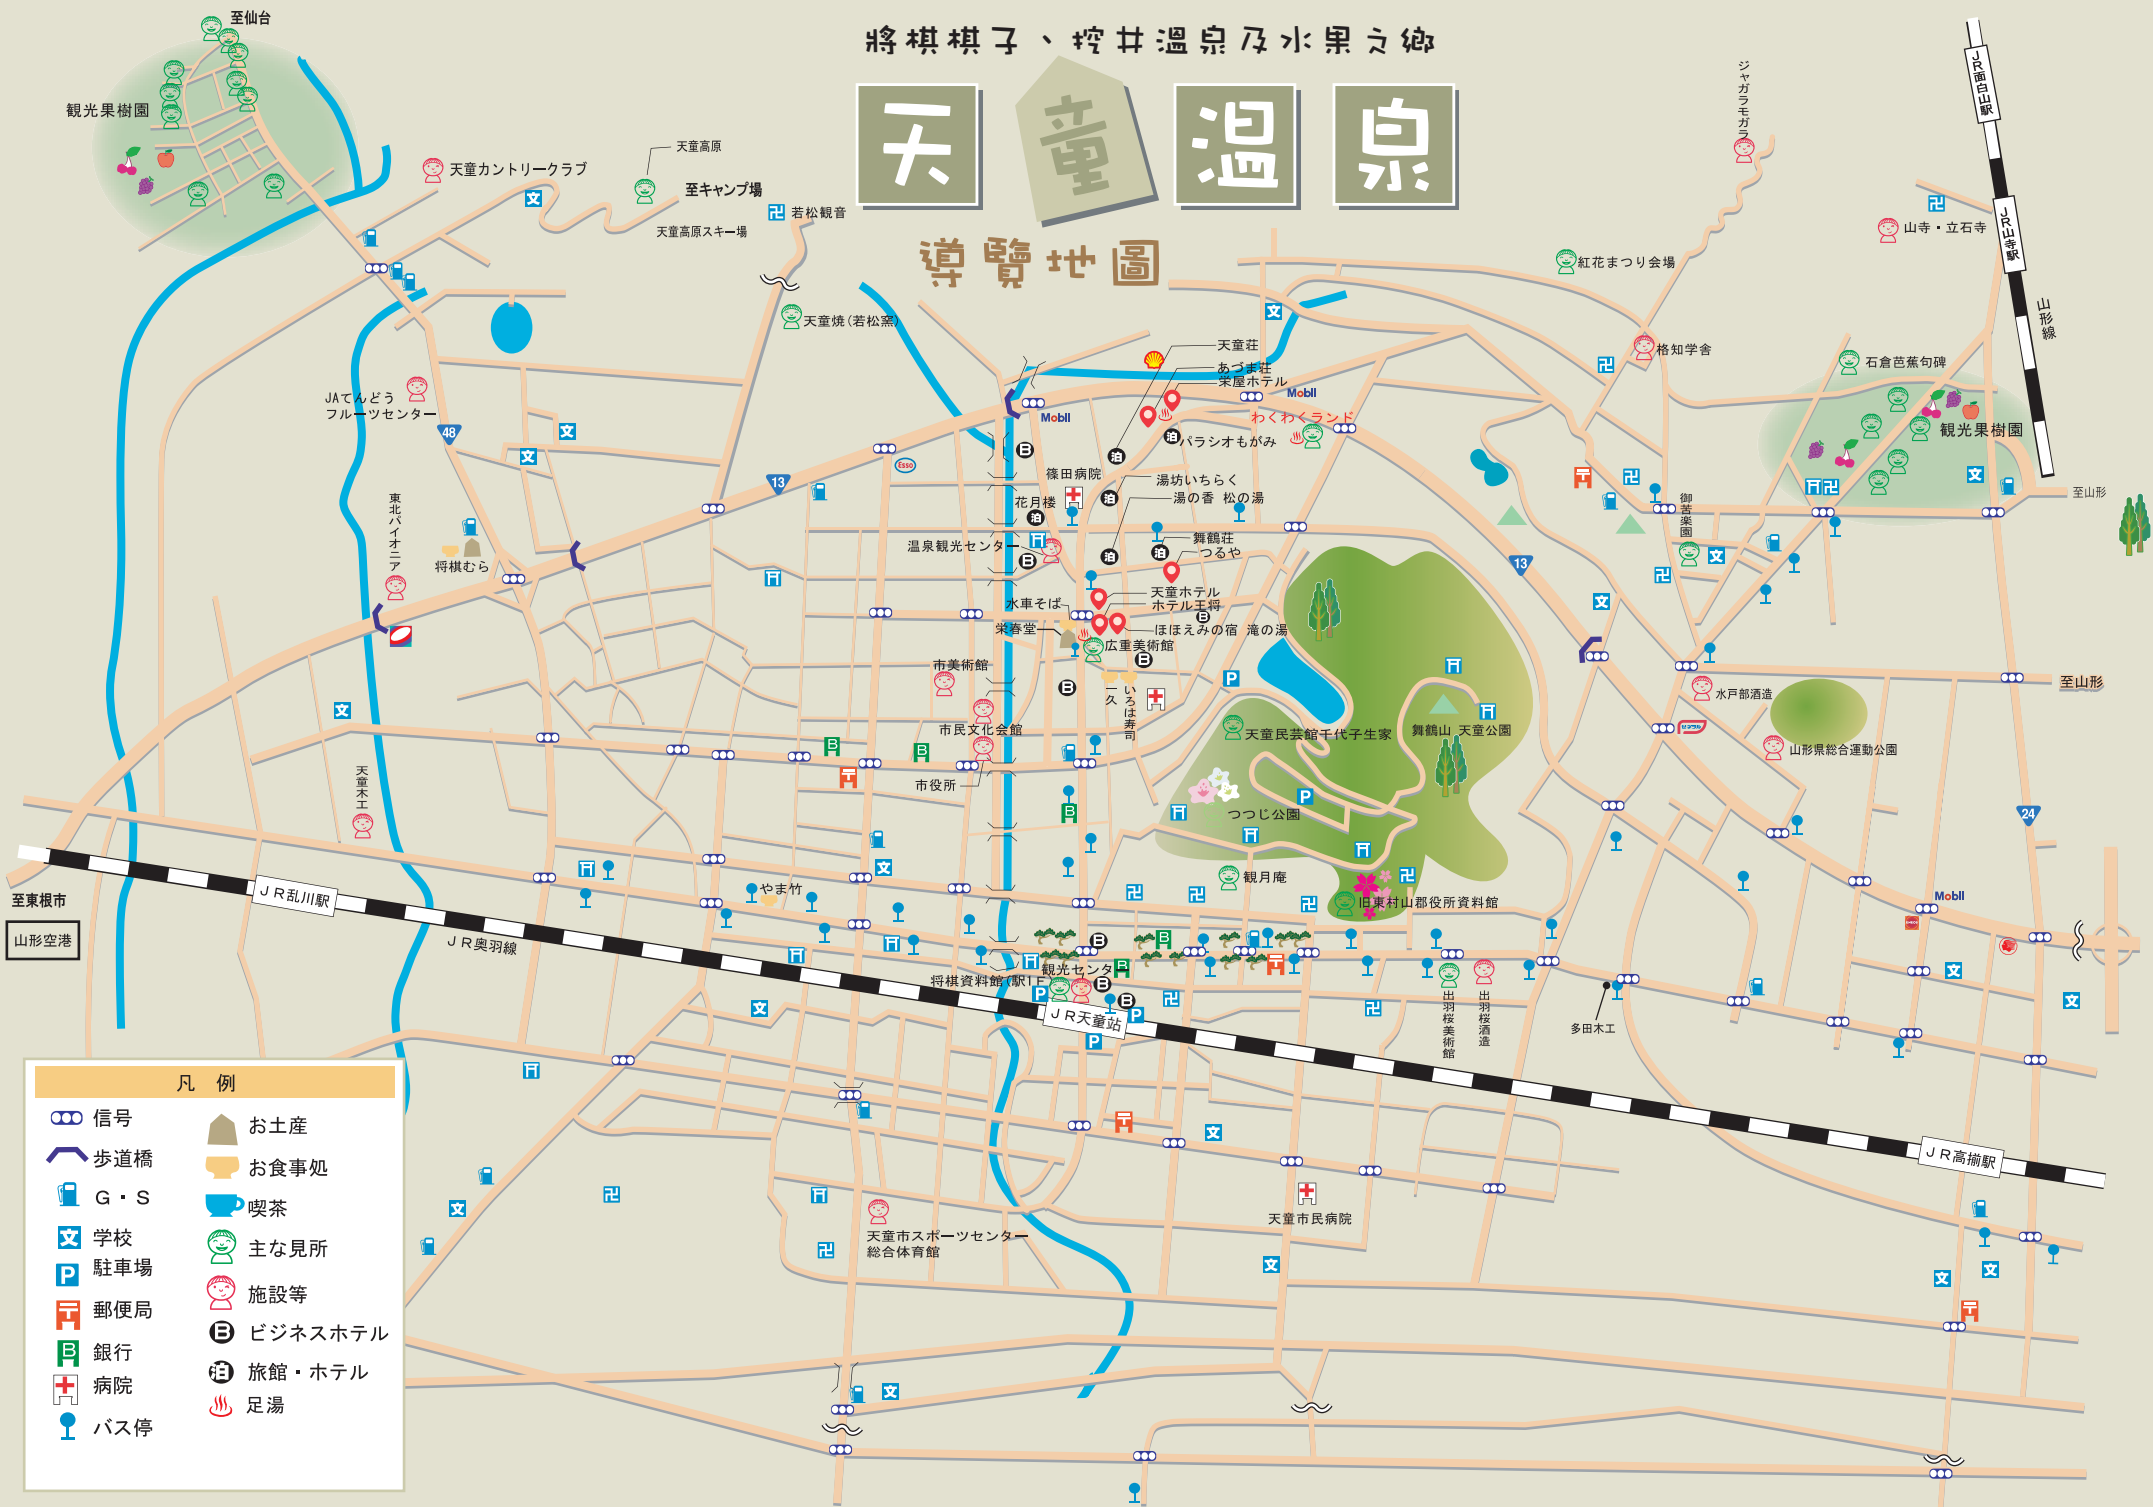 將棋棋子、挖井溫泉及水果之鄉
天童温泉
導覽地圖
至仙台
観光果樹園
天童カントリークラブ
天童高原
至キャンプ場
天童高原スキー場
若松観音
天童焼(若松窯)
ジャガラモガラ
JR面白山駅
山寺・立石寺
JR山寺駅
山形線
紅花まつり会場
格知学舎
石倉芭蕉句碑
観光果樹園
至山形
天童荘
あづま荘
栄屋ホテル
Mobil
Mobil
わくわくランド
パラシオもがみ
JAてんどう
フルーツセンター
48
13
Esso
篠田病院
花月楼
湯坊いちらく
湯の香 松の湯
東北パイオニア
将棋むら
温泉観光センター
舞鶴荘
つるや
御苦楽園
13
天童ホテル
ホテル王将
水車そば
栄春堂
ほほえみの宿 滝の湯
広重美術館
市美術館
一久
いろは寿司
市民文化会館
市役所
天童民芸館千代子生家
舞鶴山 天童公園
水戸部酒造
至山形
山形県総合運動公園
つつじ公園
天童木工
24
至東根市
山形空港
JR乱川駅
JR奥羽線
やま竹
観月庵
旧東村山郡役所資料館
Mobil
観光センター
将棋資料館(駅1F)
JR天童站
出羽桜美術館
出羽桜酒造
多田木工
JR高擶駅
天童市民病院
天童市スポーツセンター
総合体育館
凡 例
信号
歩道橋
G・S
文 学校
P 駐車場
〒 郵便局
B 銀行
病院
バス停
お土産
お食事処
喫茶
主な見所
施設等
B ビジネスホテル
泊 旅館・ホテル
足湯